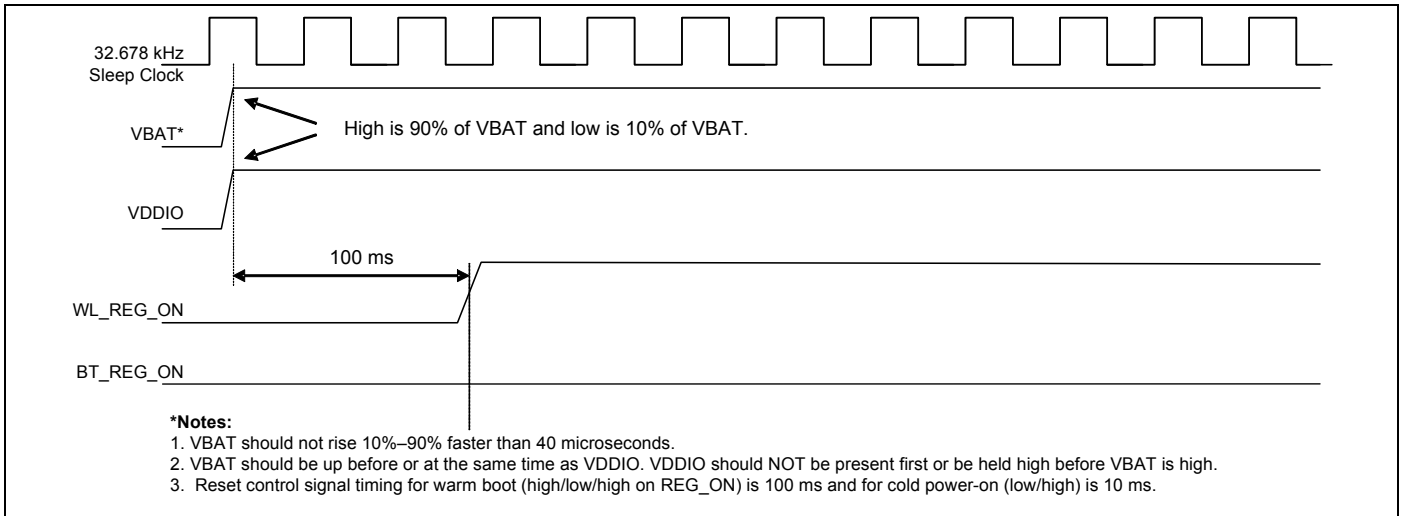 32.678 kHz
Sleep Clock
VBAT*
High is 90% of VBAT and low is 10% of VBAT.
VDDIO
100 ms
WL_REG_ON
BT_REG_ON
*Notes:
1. VBAT should not rise 10%–90% faster than 40 microseconds.
2. VBAT should be up before or at the same time as VDDIO. VDDIO should NOT be present first or be held high before VBAT is high.
3. Reset control signal timing for warm boot (high/low/high on REG_ON) is 100 ms and for cold power-on (low/high) is 10 ms.